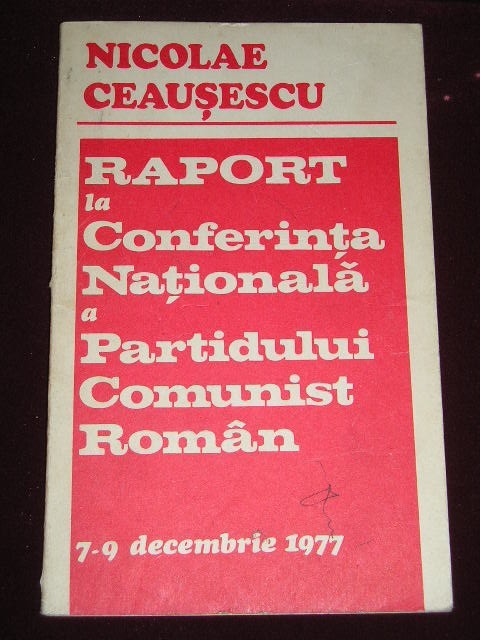 NICOLAE
CEAUȘESCU
RAPORT
la
Conferința
Națională
a
Partidului
Comunist
Român
7-9 decembrie 1977